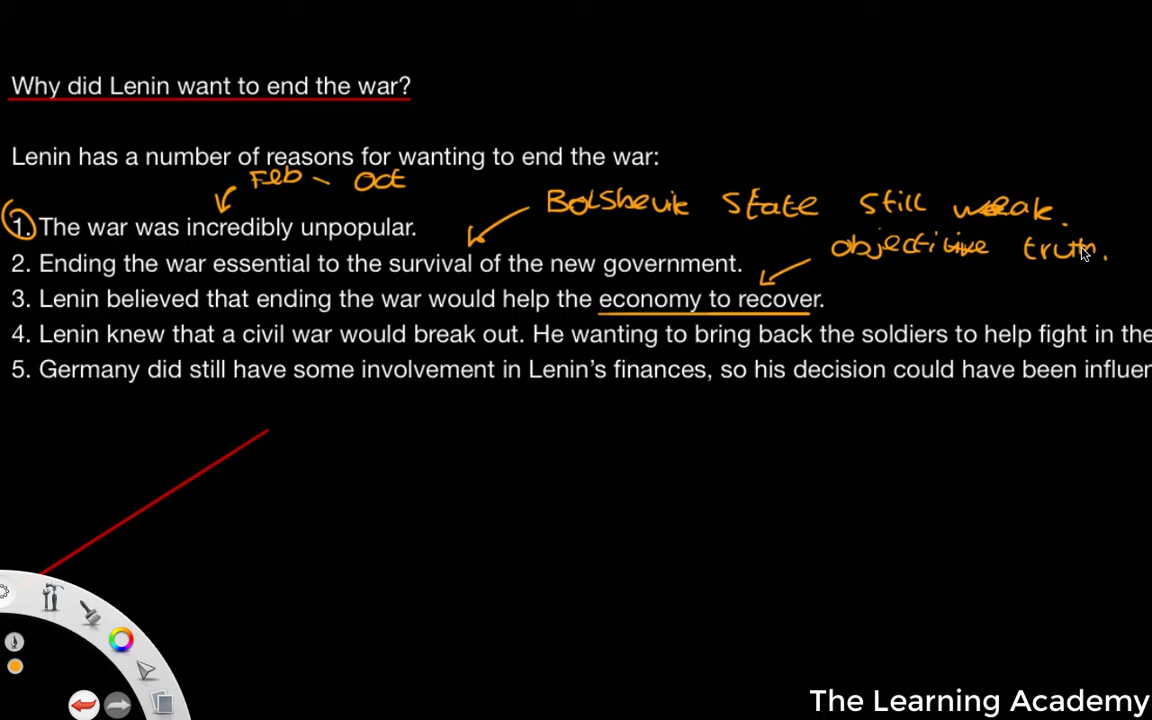 Why did Lenin want to end the war?
Lenin has a number of reasons for wanting to end the war:
Feb - Oct
Bolshevik State still weak.
1. The war was incredibly unpopular.
objective truth.
2. Ending the war essential to the survival of the new government.
3. Lenin believed that ending the war would help the economy to recover.
4. Lenin knew that a civil war would break out. He wanting to bring back the soldiers to help fight in the
5. Germany did still have some involvement in Lenin's finances, so his decision could have been influen
The Learning Academy